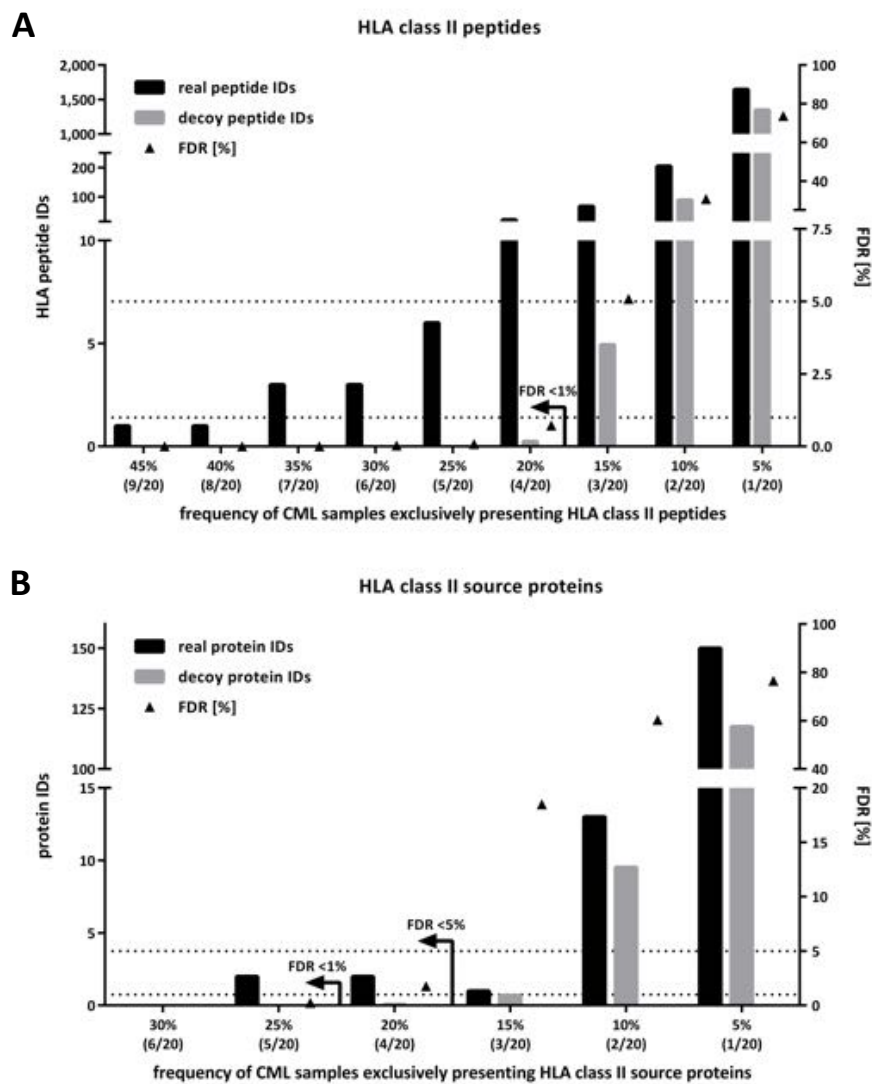 A
HLA class II peptides
2,000
1,500
1,000
200
100
10
5
0
HLA peptide IDs
real peptide IDs
decoy peptide IDs
FDR [%]
FDR <1%
100
80
60
40
7.5
5.0
2.5
0.0
FDR [%]
45% 40% 35% 30% 25% 20% 15% 10% 5%
(9/20) (8/20) (7/20) (6/20) (5/20) (4/20) (3/20) (2/20) (1/20)
frequency of CML samples exclusively presenting HLA class II peptides
B
HLA class II source proteins
150
125
100
15
10
5
0
protein IDs
real protein IDs
decoy protein IDs
FDR [%]
FDR <5%
FDR <1%
100
80
60
40
20
15
10
5
0
FDR [%]
30% 25% 20% 15% 10% 5%
(6/20) (5/20) (4/20) (3/20) (2/20) (1/20)
frequency of CML samples exclusively presenting HLA class II source proteins